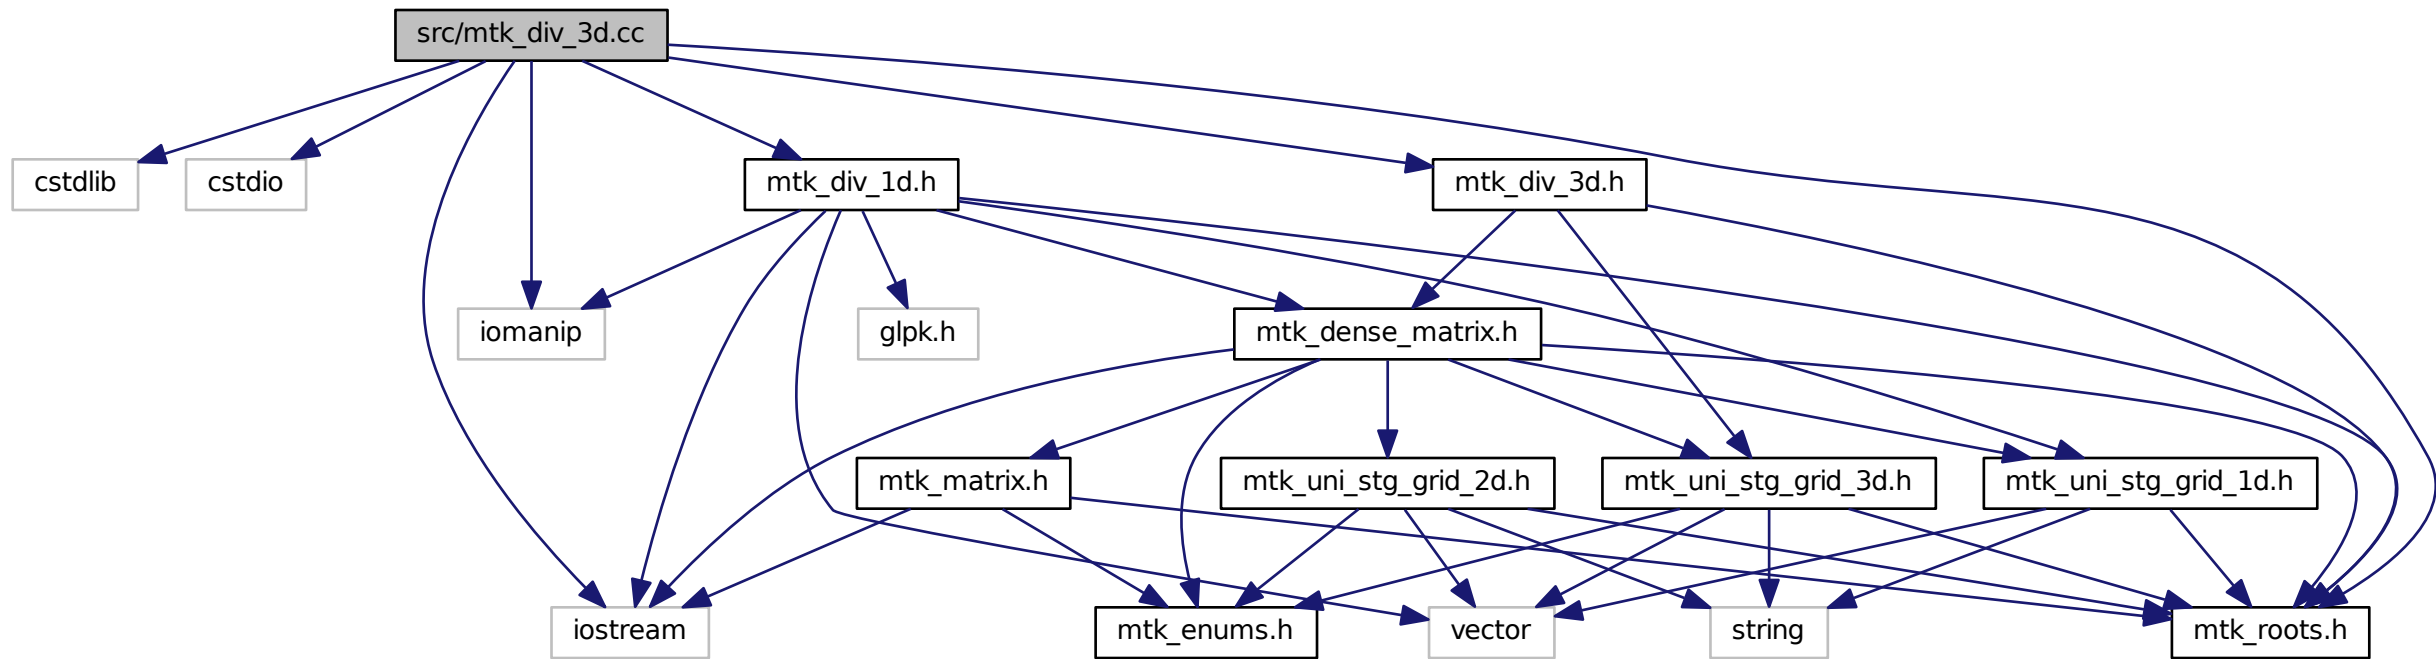 src/mtk_div_3d.cc
cstdlib
cstdio
mtk_div_1d.h
mtk_div_3d.h
iomanip
glpk.h
mtk_dense_matrix.h
mtk_matrix.h
mtk_uni_stg_grid_2d.h
mtk_uni_stg_grid_3d.h
mtk_uni_stg_grid_1d.h
iostream
mtk_enums.h
vector
string
mtk_roots.h